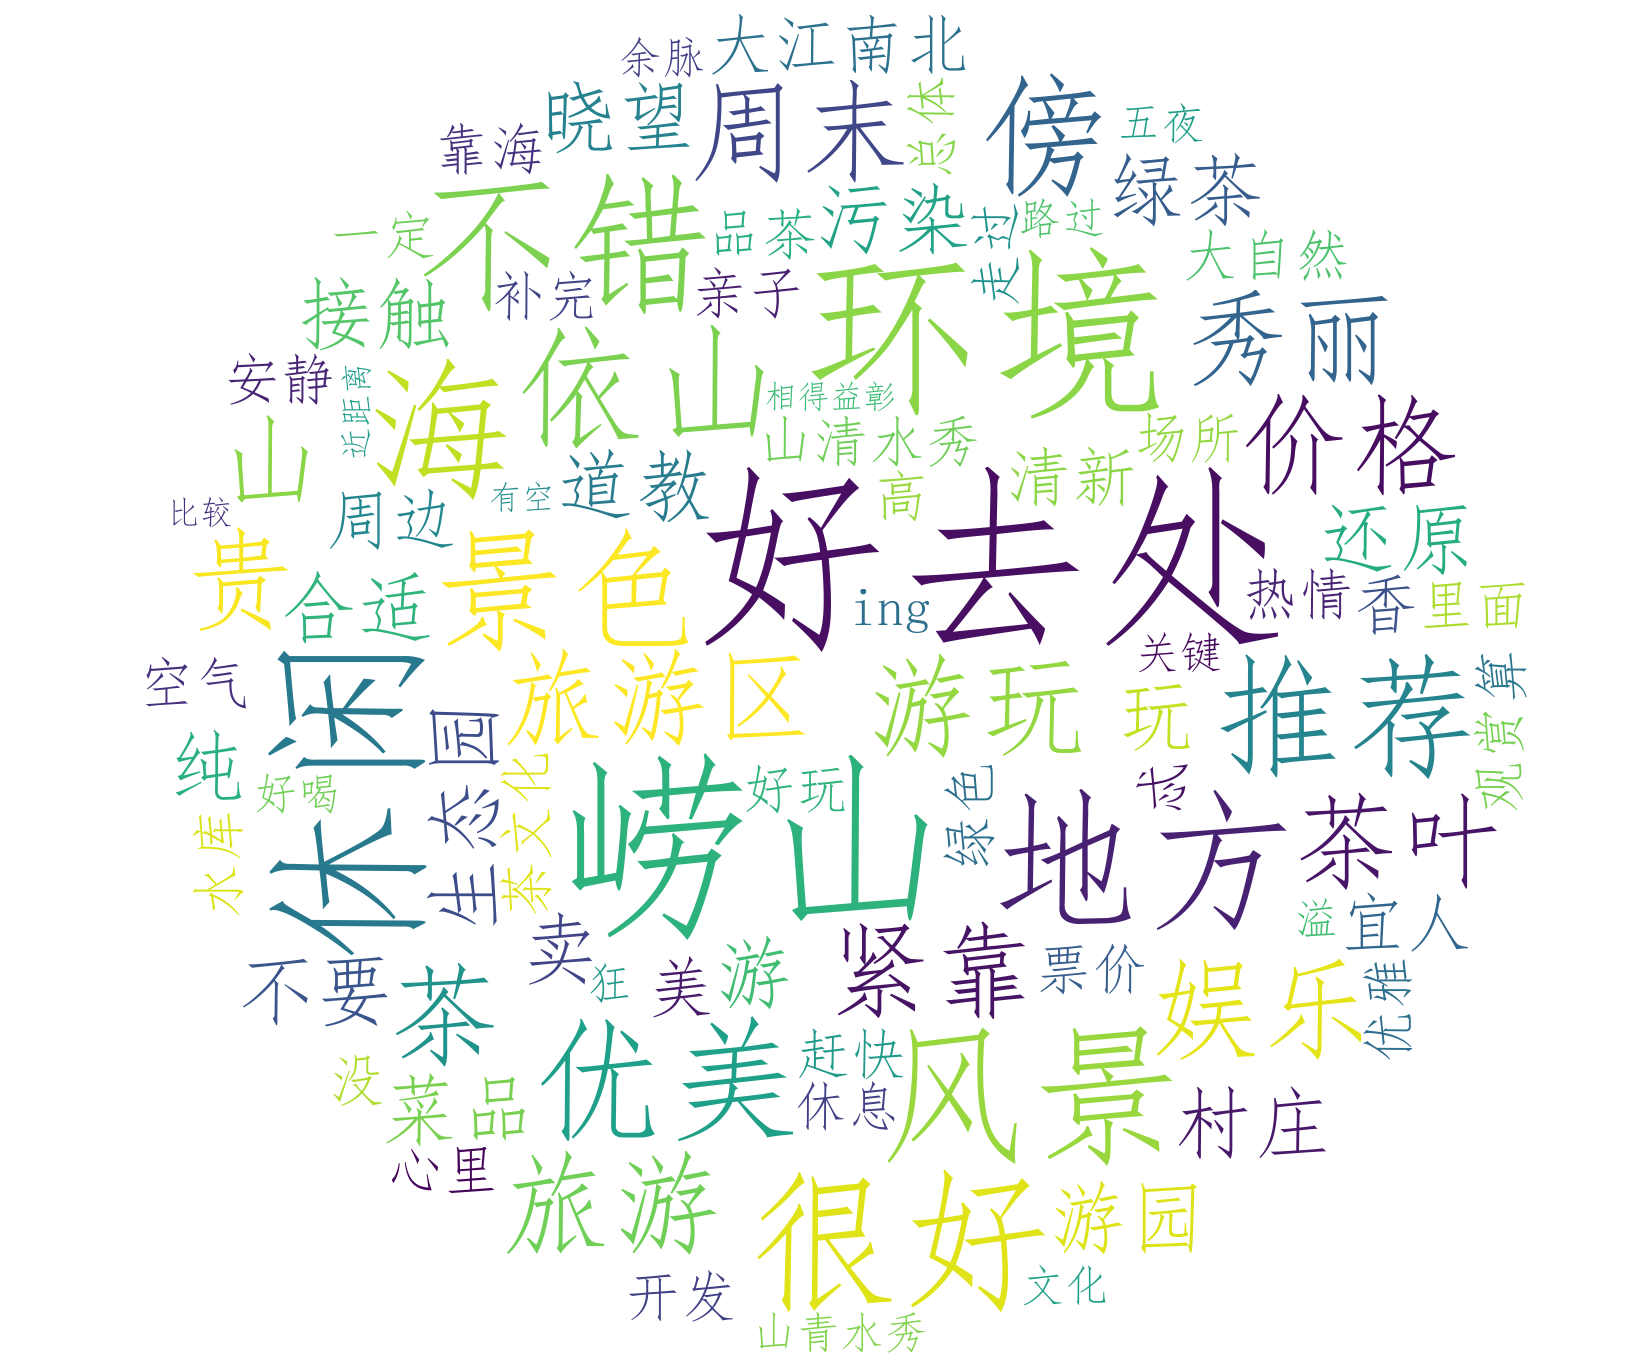 余脉
大江南北
晓望
周末
总体
傍
五夜
靠海
绿茶
不错
品茶
污染
走过
路过
一定
大自然
接触
补完
亲子
环境
秀丽
安静
近距离
海
依山
相得益彰
山清水秀
场所
价格
山
道教
高
清新
比较
周边
有空
还原
贵
景色
好去处
合适
ing
热情
香
里面
空气
休闲
旅游区
游玩
玩
关键
推荐
算
观赏
纯
好喝
生态园
茶文化
崂山
好玩
绿色
地方
茶叶
水库
卖
狂
美
游
紧靠
票价
溢
宜人
优雅
不要
茶
优美
赶快
休息
风景
娱乐
没
菜品
村庄
心里
旅游
很好
游园
开发
文化
山青水秀